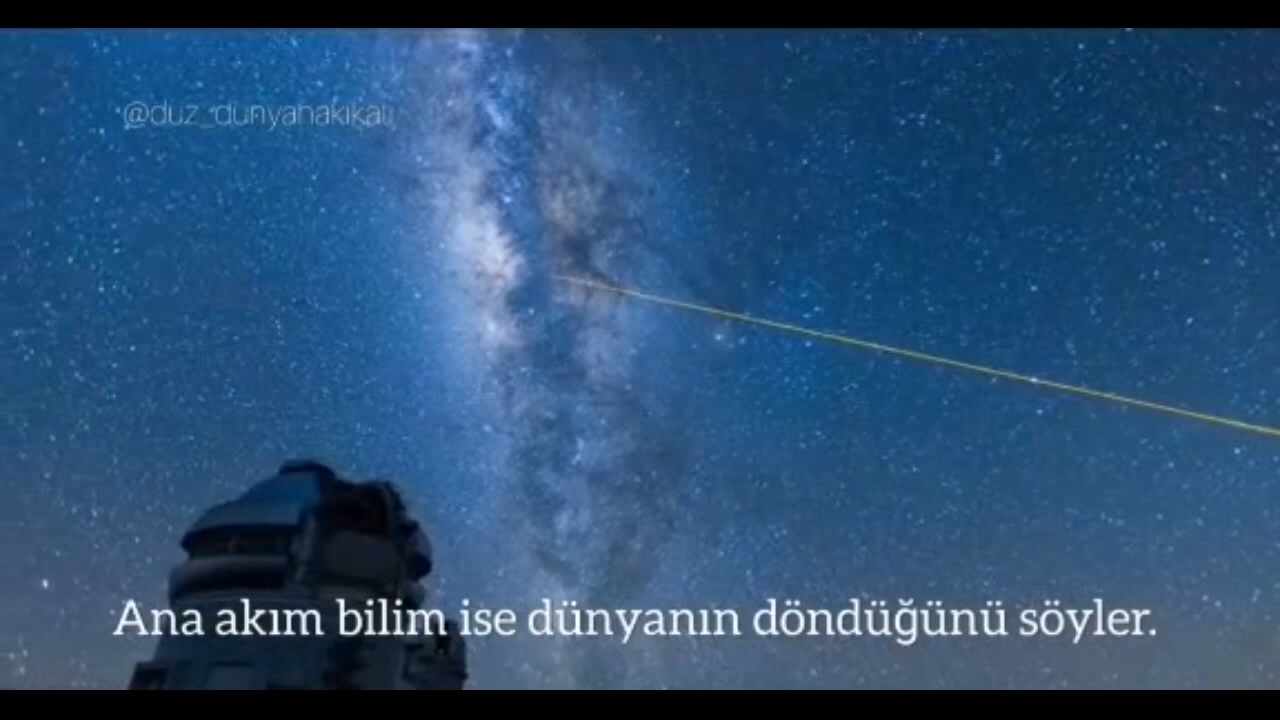 @duz_dunyahakikati
Ana akım bilim ise dünyanın döndüğünü söyler.